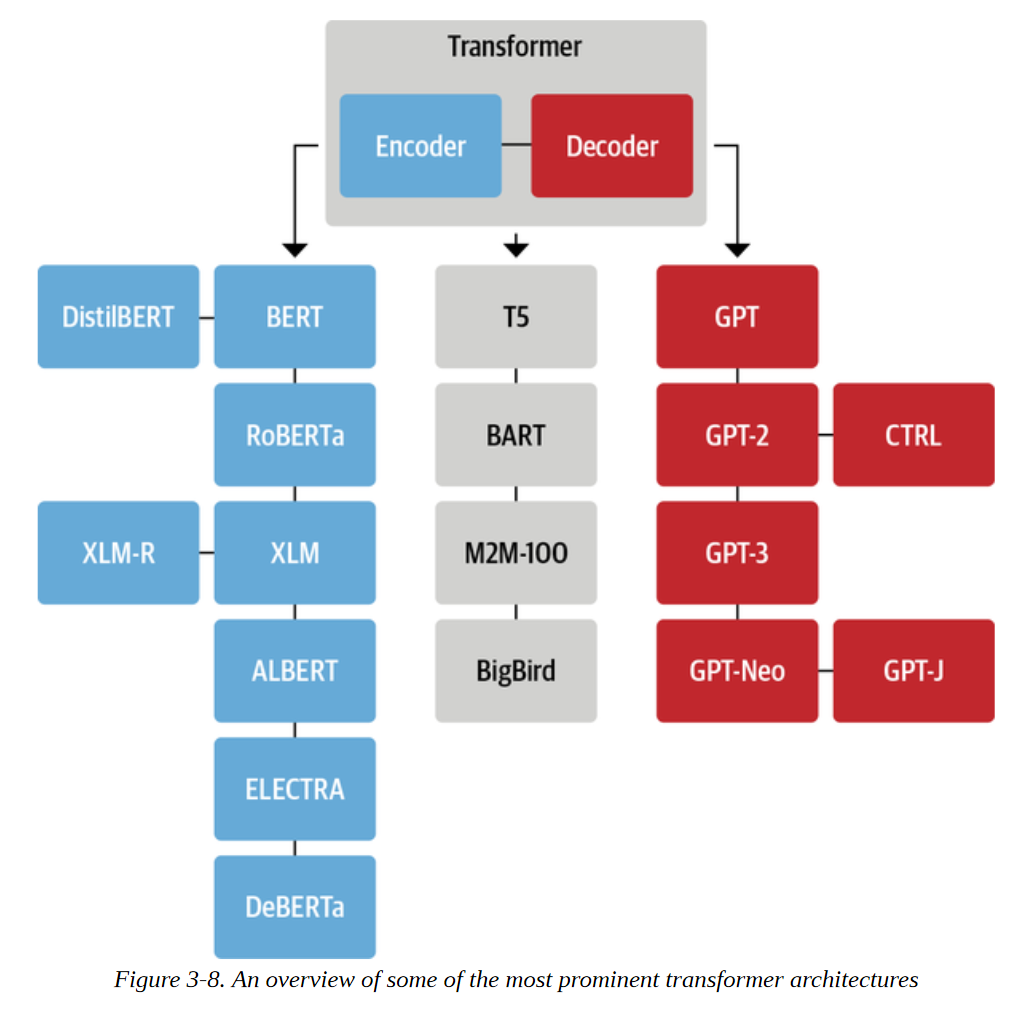 Transformer
Encoder
Decoder
DistilBERT
BERT
T5
GPT
RoBERTa
BART
GPT-2
CTRL
XLM-R
XLM
M2M-100
GPT-3
ALBERT
BigBird
GPT-Neo
GPT-J
ELECTRA
DeBERTa
Figure 3-8. An overview of some of the most prominent transformer architectures